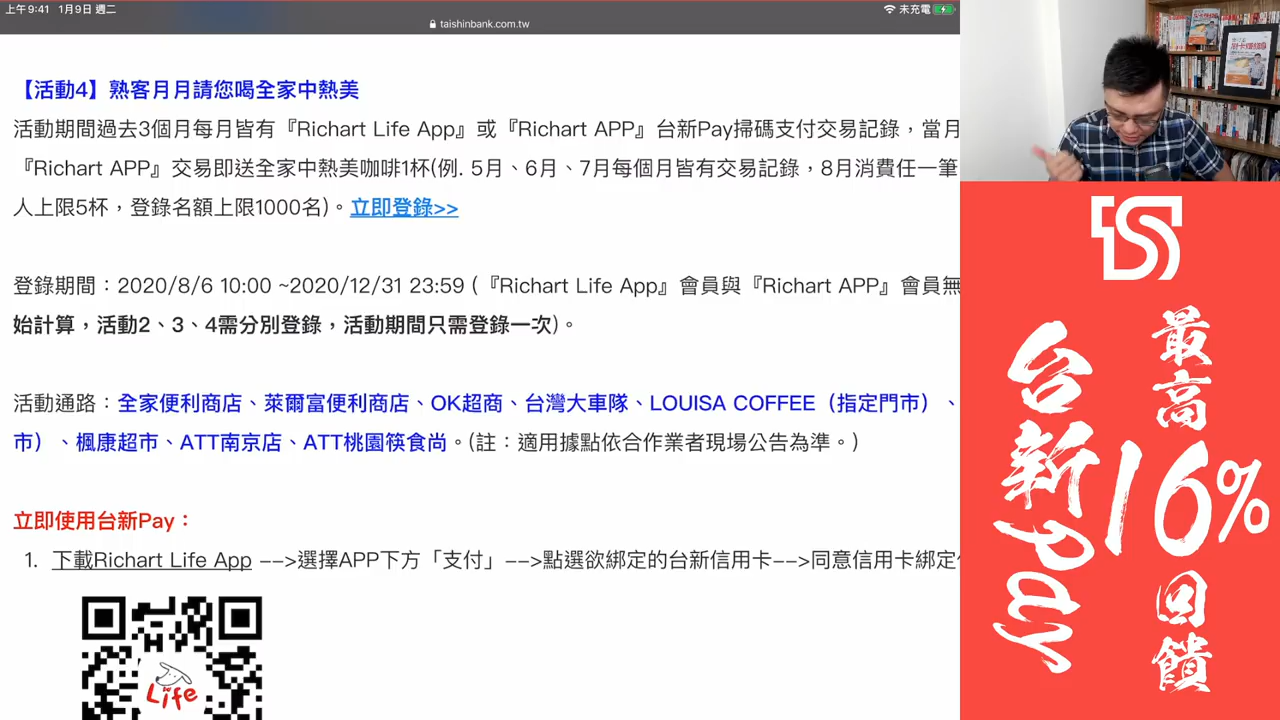 上午9:41 1月9日 週二
taishinbank.com.tw
未充電
【活動4】熟客月月請您喝全家中熱美
活動期間過去3個月每月皆有『Richart Life App』或『Richart APP』台新Pay掃碼支付交易記錄，當月
『Richart APP』交易即送全家中熱美咖啡1杯(例. 5月、6月、7月每個月皆有交易記錄，8月消費任一筆
人上限5杯，登錄名額上限1000名)。立即登錄>>
登錄期間：2020/8/6 10:00 ~2020/12/31 23:59 (『Richart Life App』會員與『Richart APP』會員無
始計算，活動2、3、4需分別登錄，活動期間只需登錄一次)。
活動通路：全家便利商店、萊爾富便利商店、OK超商、台灣大車隊、LOUISA COFFEE（指定門市）、
市）、楓康超市、ATT南京店、ATT桃園筷食尚。(註：適用據點依合作業者現場公告為準。)
立即使用台新Pay：
1. 下載Richart Life App -->選擇APP下方「支付」-->點選欲綁定的台新信用卡-->同意信用卡綁定
Life
最高16%回饋
台新Pay